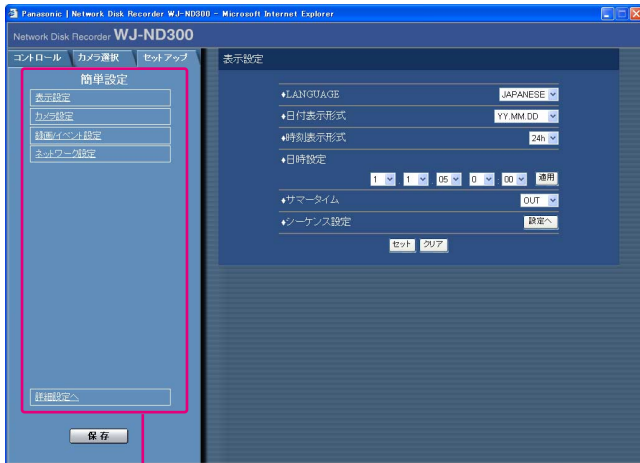 Panasonic | Network Disk Recorder WJ-ND300 - Microsoft Internet Explorer
Network Disk Recorder WJ-ND300
コントロール カメラ選択 セットアップ
簡単設定
表示設定
カメラ設定
録画/イベント設定
ネットワーク設定
詳細設定へ
保存
表示設定
♦LANGUAGE JAPANESE
♦日付表示形式 YY.MM.DD
♦時刻表示形式 24h
♦日時設定
1 . 1 . 05 0 : 00 適用
♦サマータイム OUT
♦シーケンス設定 設定へ
セット クリア